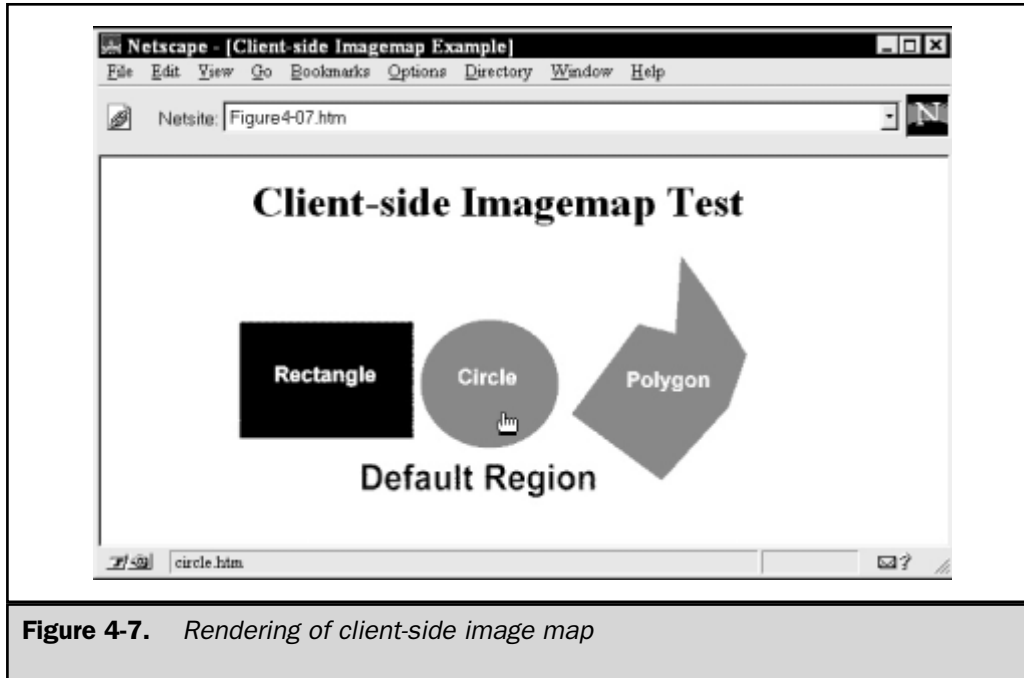 Netscape - [Client-side Imagemap Example]
File Edit View Go Bookmarks Options Directory Window Help
Netsite: Figure4-07.htm
N
Client-side Imagemap Test
Rectangle
Circle
Polygon
Default Region
circle.htm
?
Figure 4-7. Rendering of client-side image map